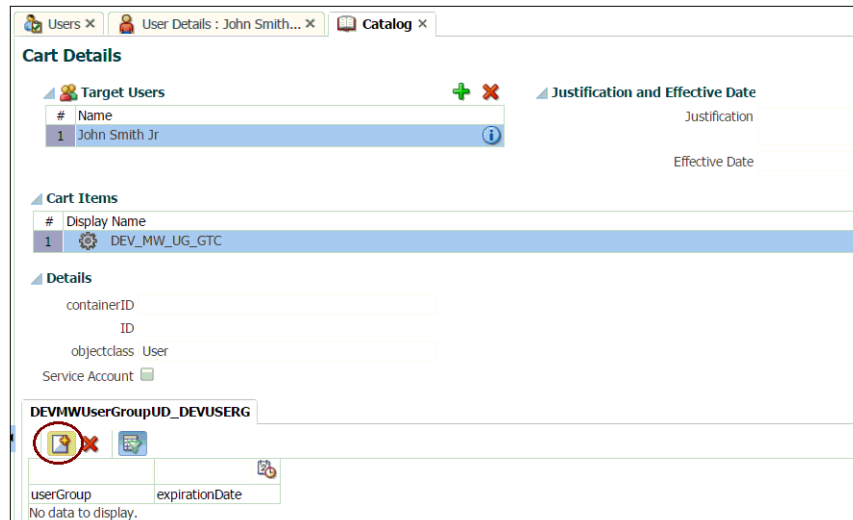 Users × User Details : John Smith... × Catalog ×
Cart Details
Target Users
# Name
1 John Smith Jr
Justification and Effective Date
Justification
Effective Date
Cart Items
# Display Name
1 DEV_MW_UG_GTC
Details
containerID
ID
objectclass User
Service Account
DEVMWUserGroupUD_DEVUSERG
userGroup expirationDate
No data to display.